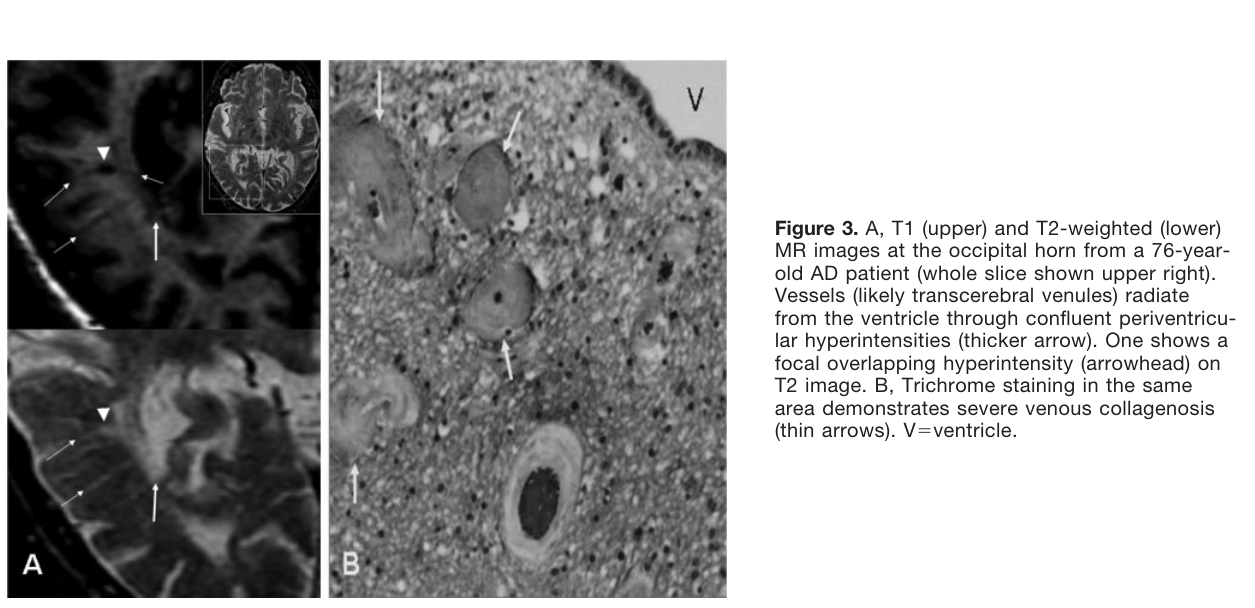 V
A
B
Figure 3. A, T1 (upper) and T2-weighted (lower)
MR images at the occipital horn from a 76-year-
old AD patient (whole slice shown upper right).
Vessels (likely transcerebral venules) radiate
from the ventricle through confluent periventricu-
lar hyperintensities (thicker arrow). One shows a
focal overlapping hyperintensity (arrowhead) on
T2 image. B, Trichrome staining in the same
area demonstrates severe venous collagenosis
(thin arrows). V=ventricle.